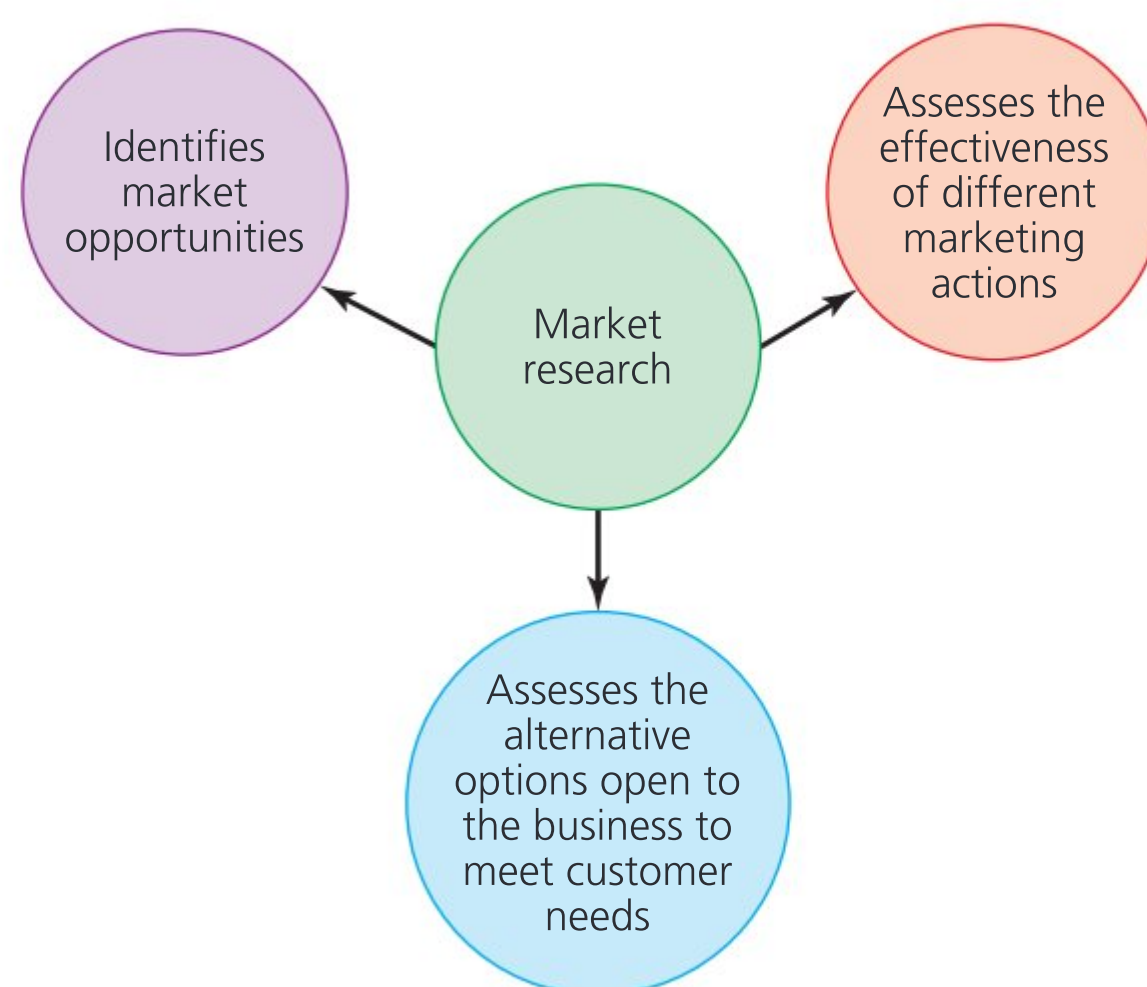 Identifies
market
opportunities
Market
research
Assesses the
effectiveness
of different
marketing
actions
Assesses the
alternative
options open to
the business to
meet customer
needs